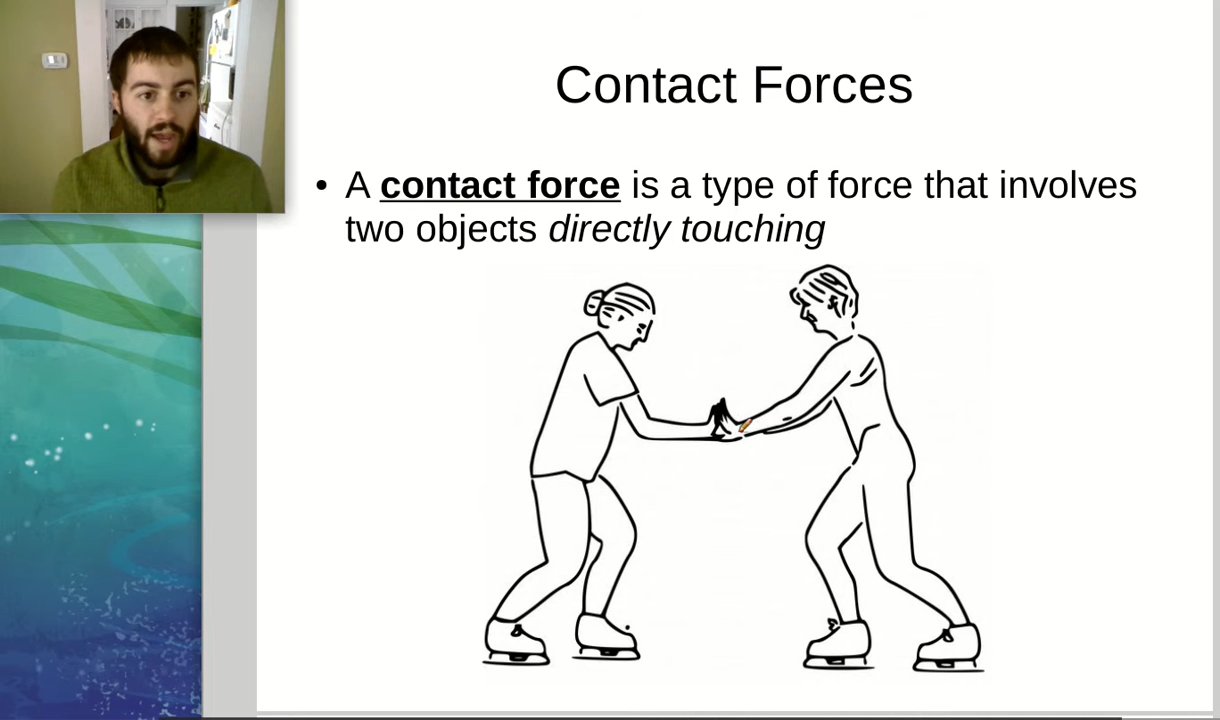 Contact Forces
• A contact force is a type of force that involves
two objects directly touching